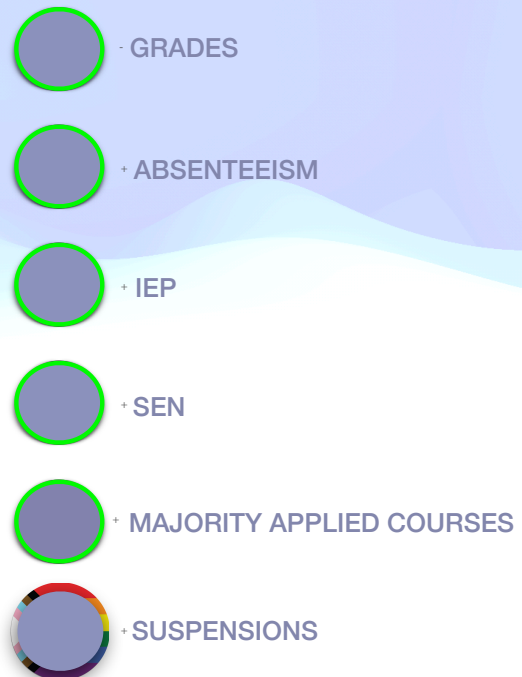 - GRADES
+ ABSENTEEISM
+ IEP
+ SEN
+ MAJORITY APPLIED COURSES
+ SUSPENSIONS